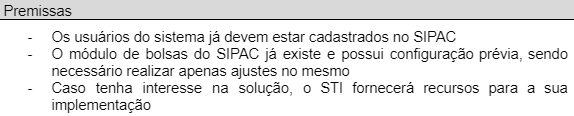 Premissas
- Os usuários do sistema já devem estar cadastrados no SIPAC
- O módulo de bolsas do SIPAC já existe e possui configuração prévia, sendo
necessário realizar apenas ajustes no mesmo
- Caso tenha interesse na solução, o STI fornecerá recursos para a sua
implementação